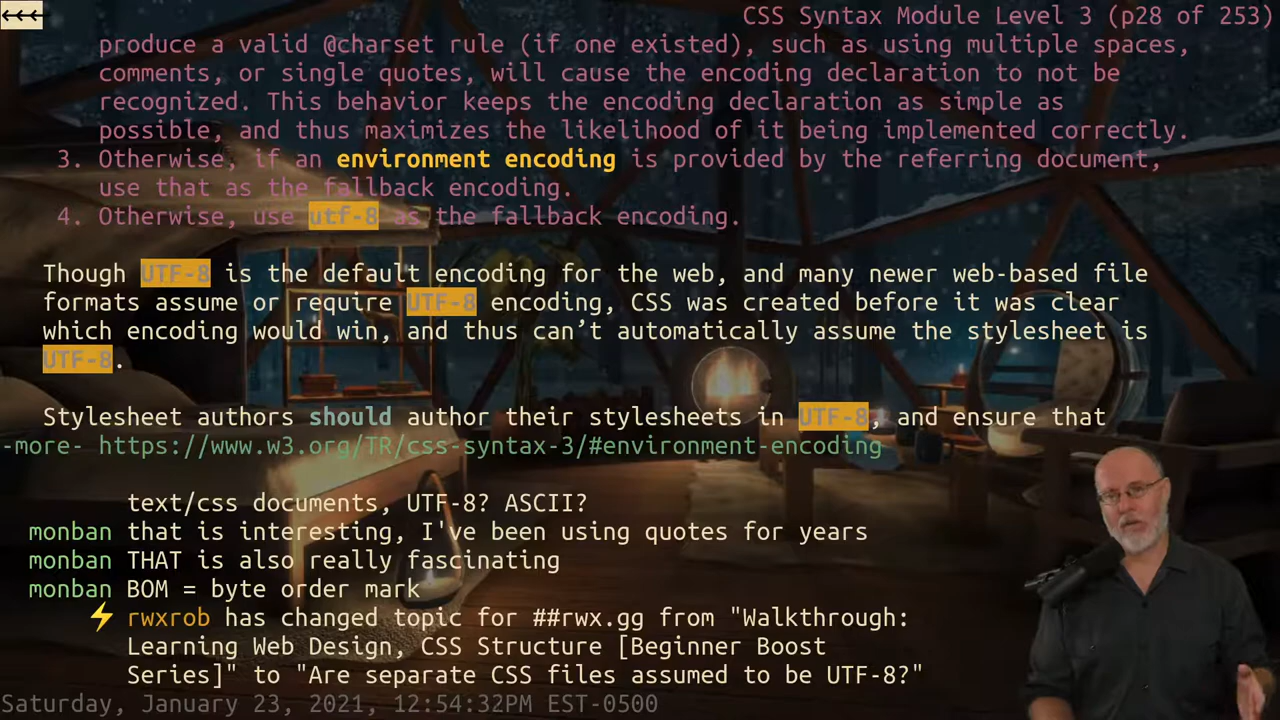 ←←←
CSS Syntax Module Level 3 (p28 of 253)
produce a valid @charset rule (if one existed), such as using multiple spaces,
comments, or single quotes, will cause the encoding declaration to not be
recognized. This behavior keeps the encoding declaration as simple as
possible, and thus maximizes the likelihood of it being implemented correctly.
3. Otherwise, if an environment encoding is provided by the referring document,
use that as the fallback encoding.
4. Otherwise, use utf-8 as the fallback encoding.
Though UTF-8 is the default encoding for the web, and many newer web-based file
formats assume or require UTF-8 encoding, CSS was created before it was clear
which encoding would win, and thus can’t automatically assume the stylesheet is
UTF-8.
Stylesheet authors should author their stylesheets in UTF-8, and ensure that
-more- https://www.w3.org/TR/css-syntax-3/#environment-encoding
text/css documents, UTF-8? ASCII?
monban that is interesting, I've been using quotes for years
monban THAT is also really fascinating
monban BOM = byte order mark
⚡ rwxrob has changed topic for ##rwx.gg from "Walkthrough:
Learning Web Design, CSS Structure [Beginner Boost
Series]" to "Are separate CSS files assumed to be UTF-8?"
Saturday, January 23, 2021, 12:54:32PM EST-0500